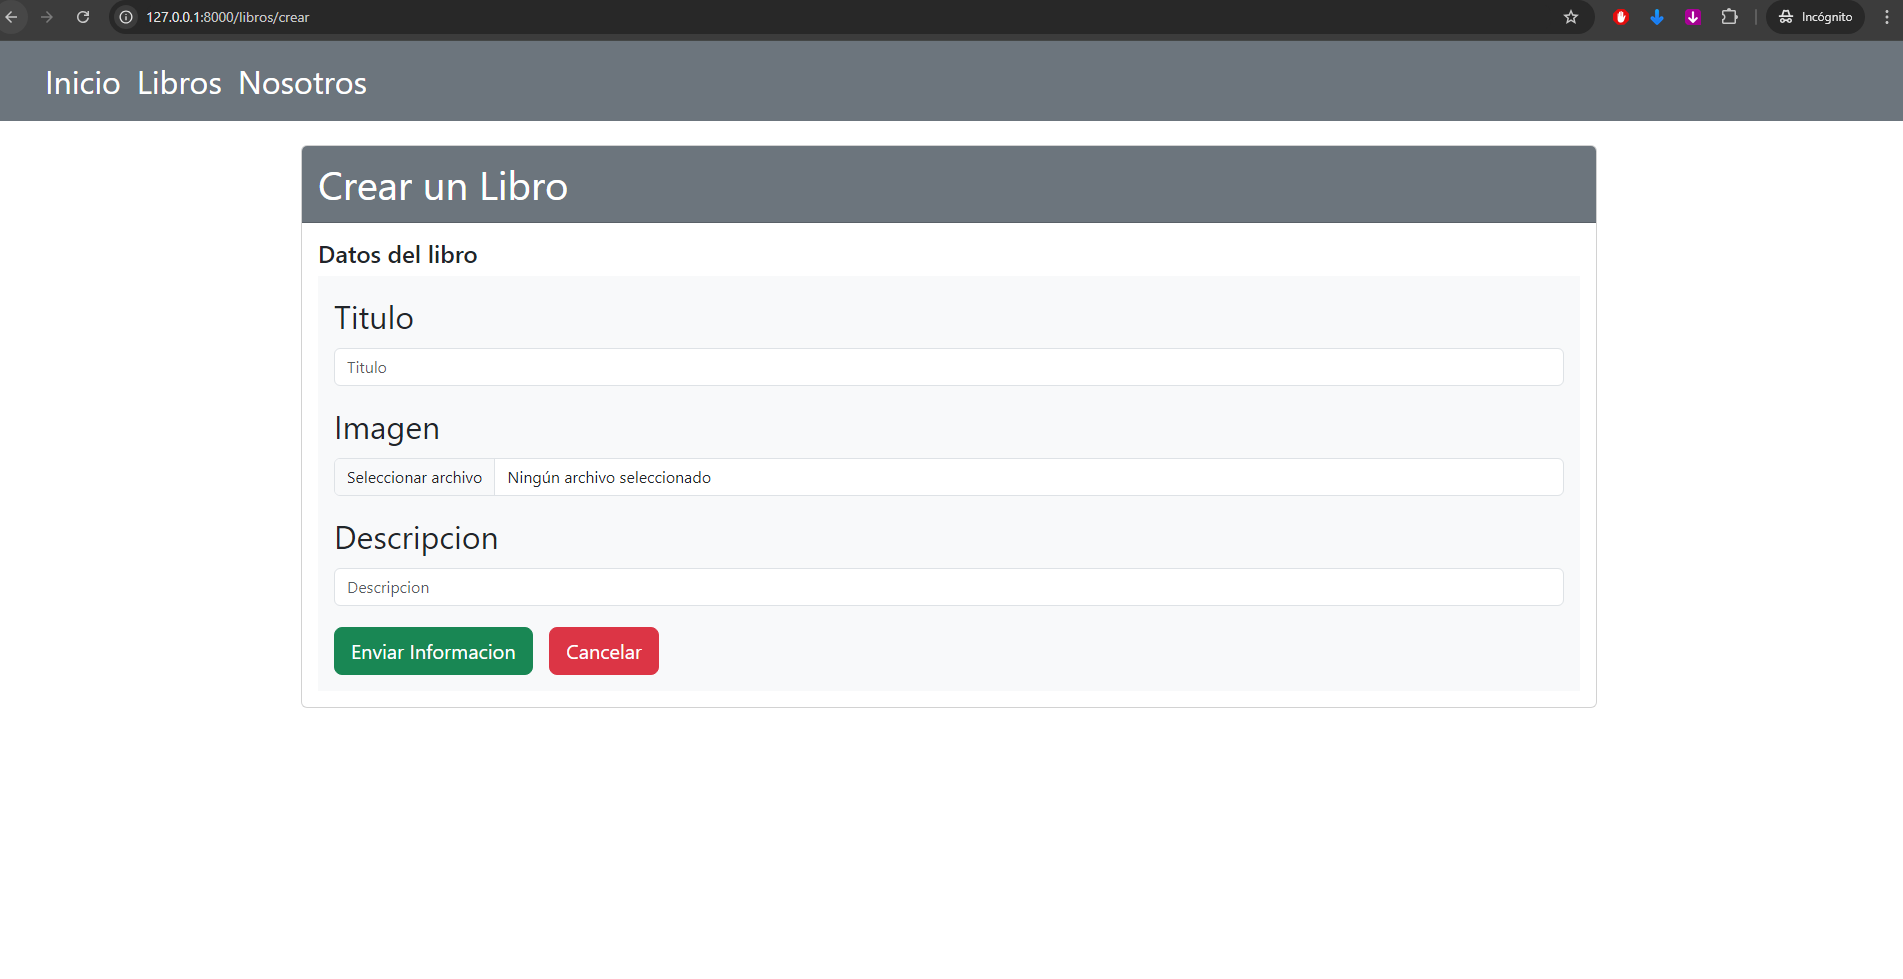 127.0.0.1:8000/libros/crear
Incógnito
Inicio Libros Nosotros
Crear un Libro
Datos del libro
Titulo
Titulo
Imagen
Seleccionar archivo Ningún archivo seleccionado
Descripcion
Descripcion
Enviar Informacion Cancelar